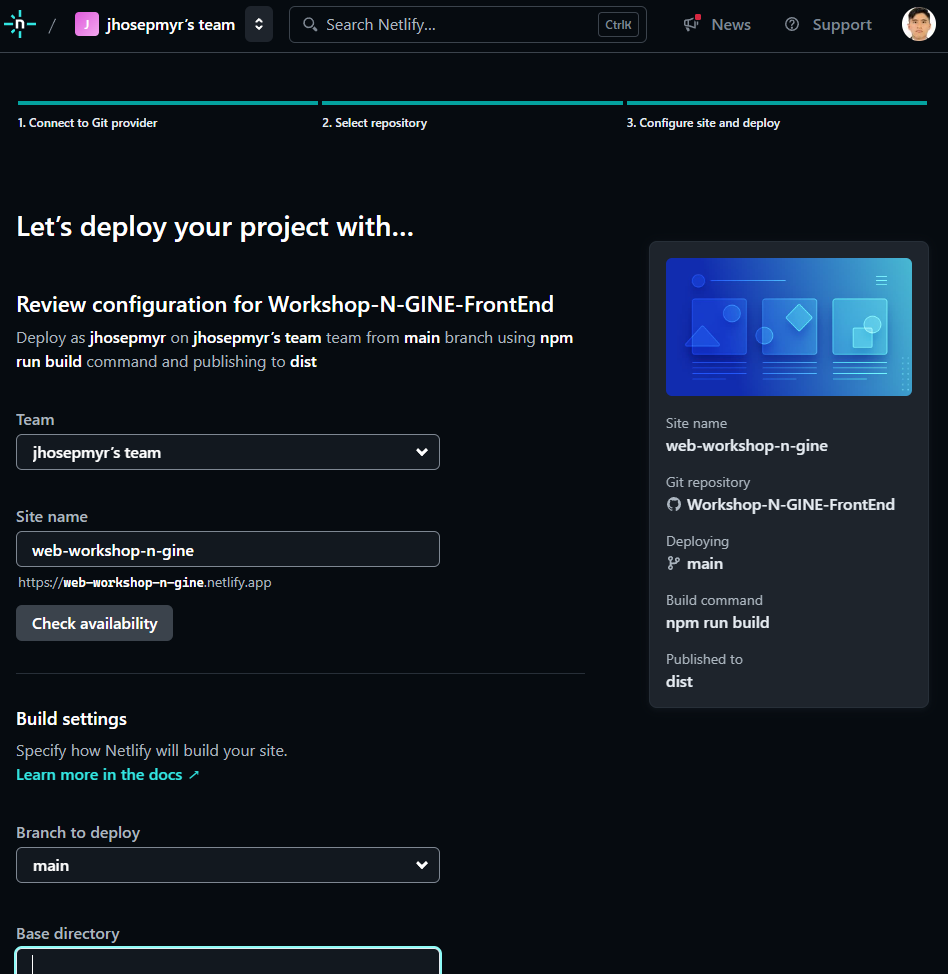 n / J jhosepmyr's team Search Netlify... CtrlK News Support
1. Connect to Git provider 2. Select repository 3. Configure site and deploy
Let's deploy your project with...
Review configuration for Workshop-N-GINE-FrontEnd
Deploy as jhosepmyr on jhosepmyr's team team from main branch using npm
run build command and publishing to dist
Team
jhosepmyr's team
Site name
web-workshop-n-gine
https://web-workshop-n-gine.netlify.app
Check availability
Build settings
Specify how Netlify will build your site.
Learn more in the docs ↗
Branch to deploy
main
Base directory
Site name
web-workshop-n-gine
Git repository
Workshop-N-GINE-FrontEnd
Deploying
main
Build command
npm run build
Published to
dist